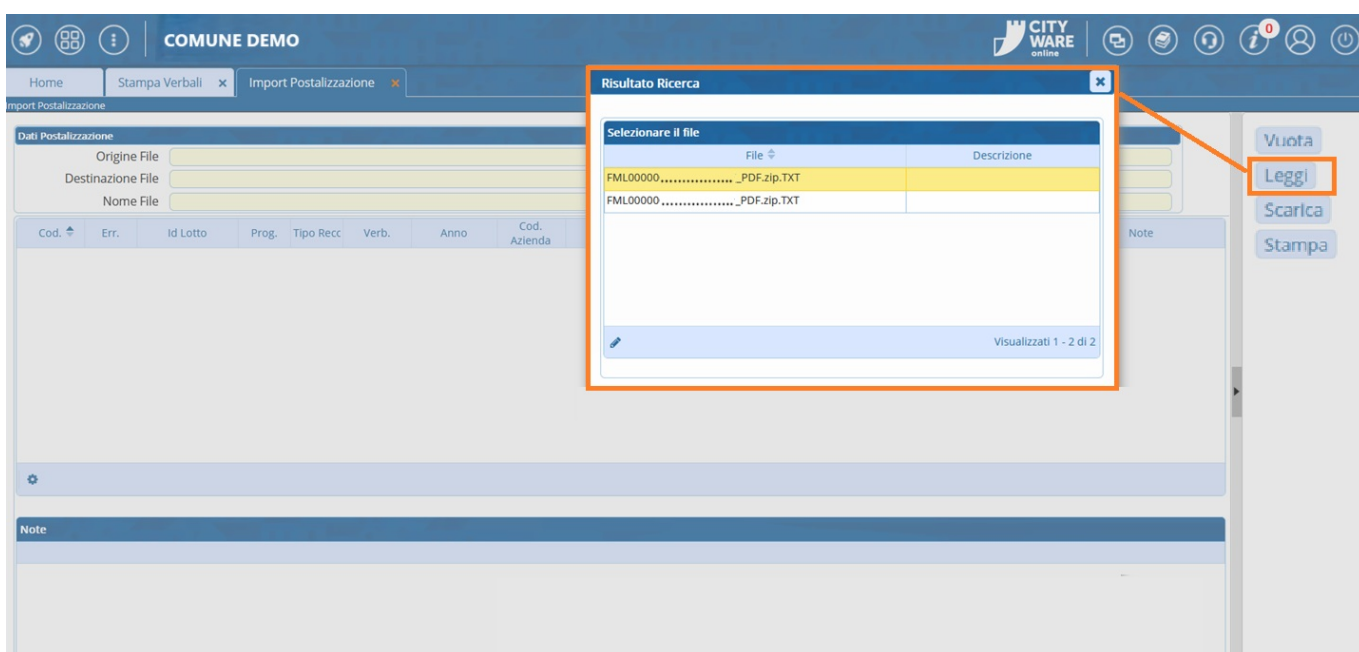 COMUNE DEMO
CITY
WARE
online
0
Home
Stampa Verbali
Import Postalizzazione
Import Postalizzazione
Risultato Ricerca
Dati Postalizzazione
Origine File
Destinazione File
Nome File
Selezionare il file
File
Descrizione
FML00000................. _PDF.zip.TXT
FML00000 ................._PDF.zip.TXT
Visualizzati 1 - 2 di 2
Vuota
Leggi
Scarica
Stampa
Cod.
Err.
Id Lotto
Prog.
Tipo Recc
Verb.
Anno
Cod.
Azienda
Note
Note